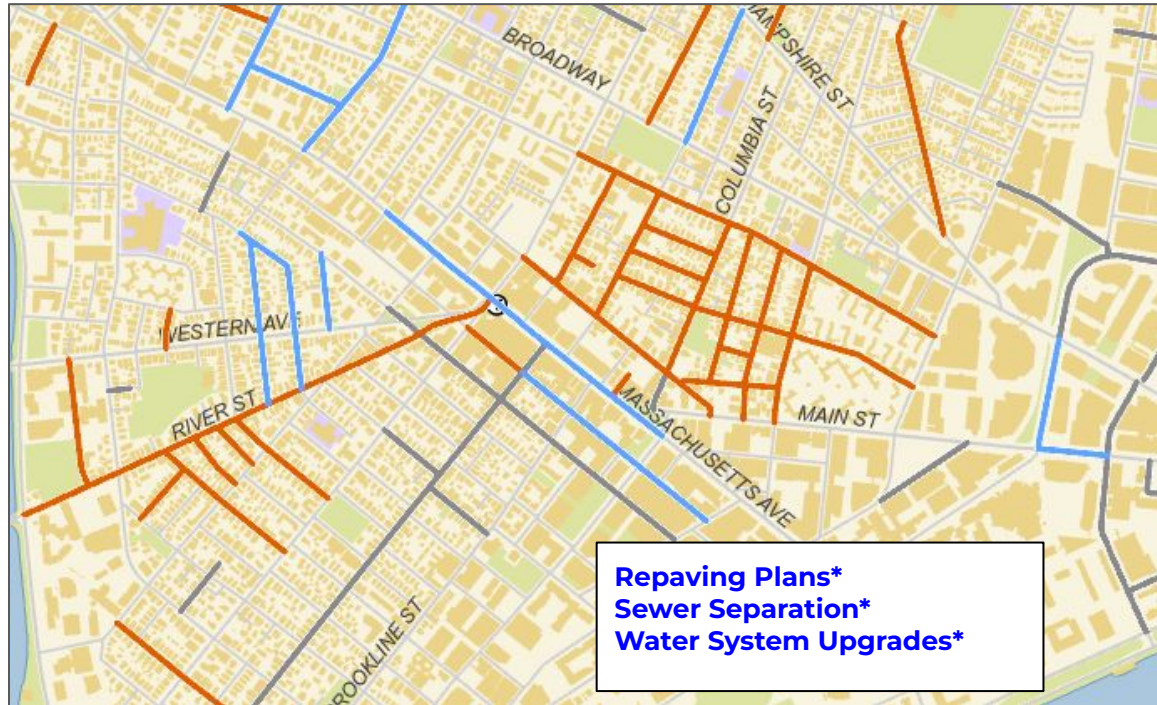 BROADWAY
HAMPSHIRE ST
COLUMBIA ST
WESTERN AVE
RIVER ST
MASSACHUSETTS AVE
MAIN ST
BROOKLINE ST
Repaving Plans*
Sewer Separation*
Water System Upgrades*